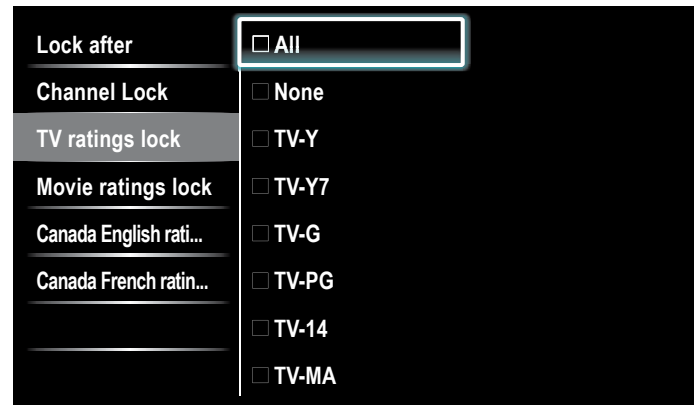 Lock after
Channel Lock
TV ratings lock
Movie ratings lock
Canada English rati...
Canada French ratin...
All
None
TV-Y
TV-Y7
TV-G
TV-PG
TV-14
TV-MA